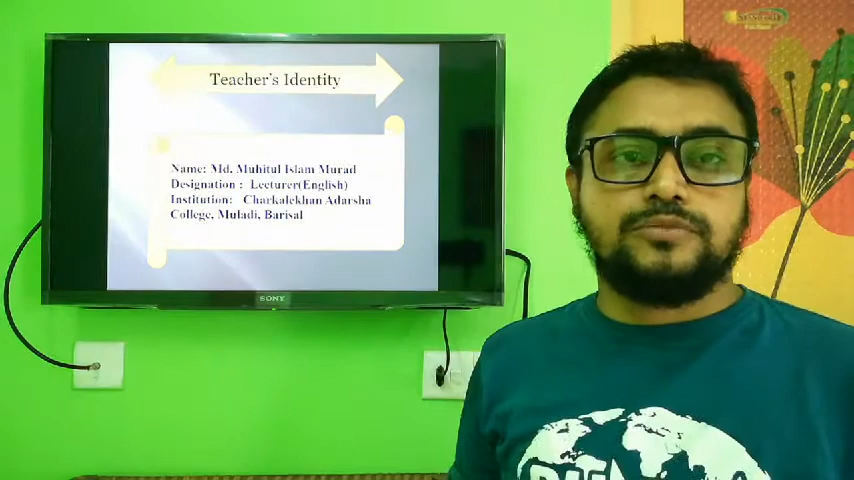 Teacher's Identity
Name: Md. Muhitul Islam Murad
Designation : Lecturer(English)
Institution: Charkalekhan Adarsha
College, Muladi, Barisal
SONY